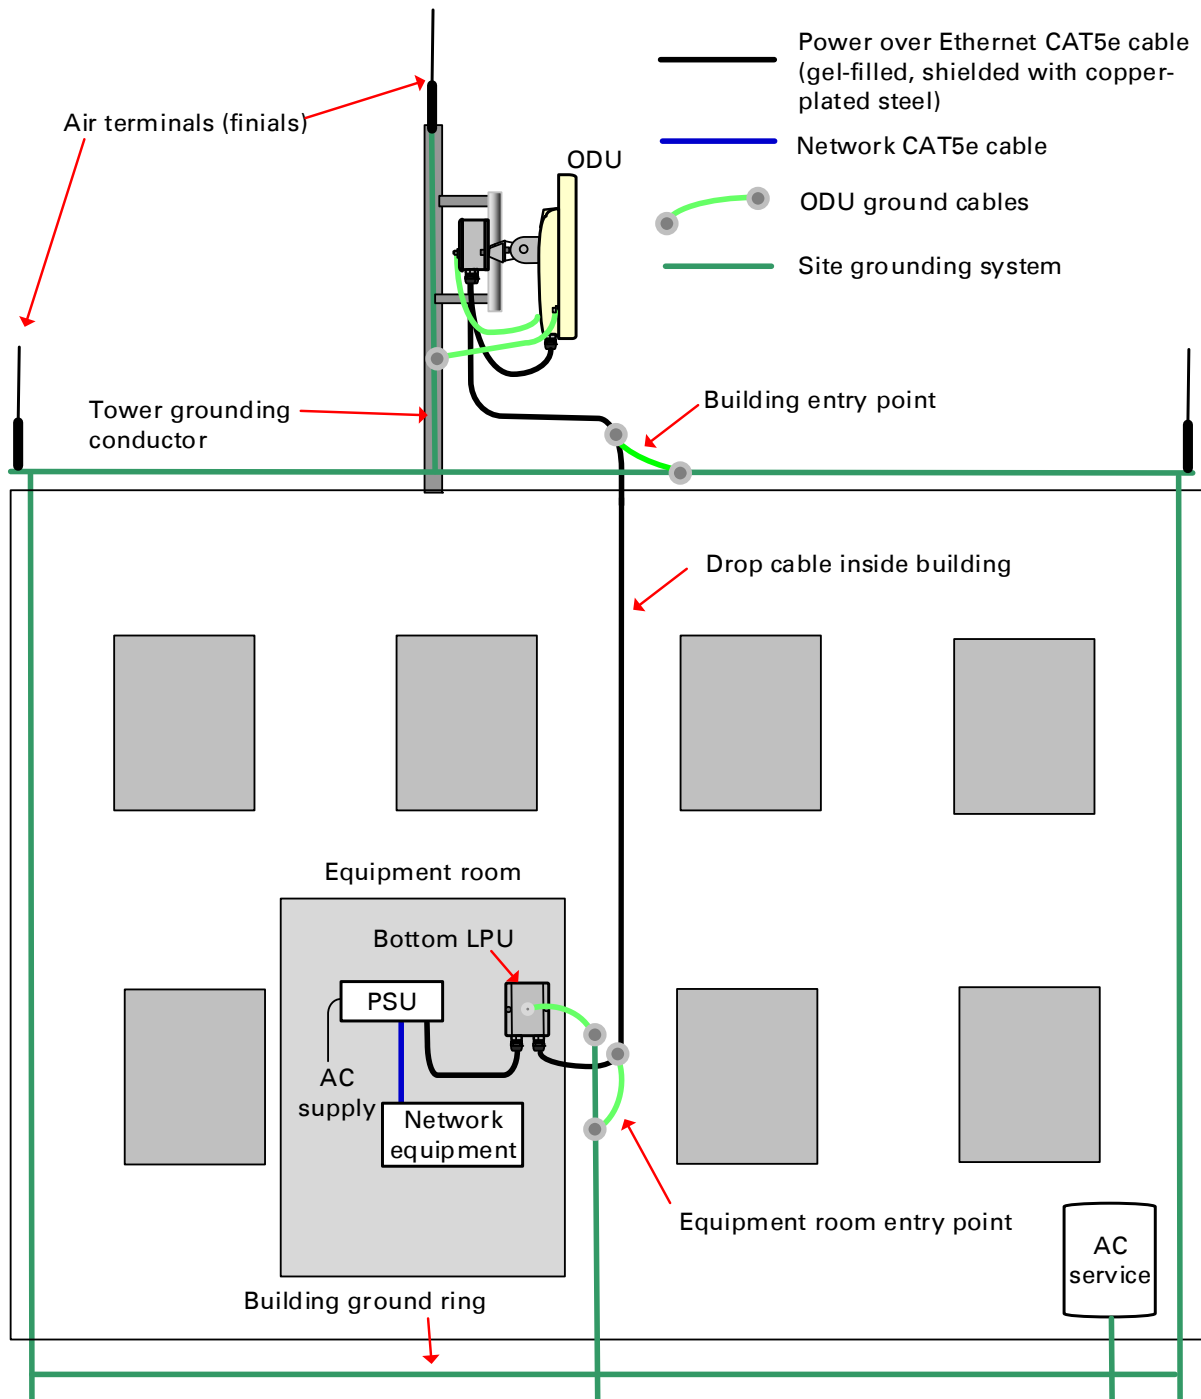 Power over Ethernet CAT5e cable
(gel-filled, shielded with copper-
plated steel)
Air terminals (finials)
Network CAT5e cable
ODU
ODU ground cables
Site grounding system
Tower grounding
conductor
Building entry point
Drop cable inside building
Equipment room
Bottom LPU
PSU
AC
supply
Network
equipment
Equipment room entry point
AC
service
Building ground ring